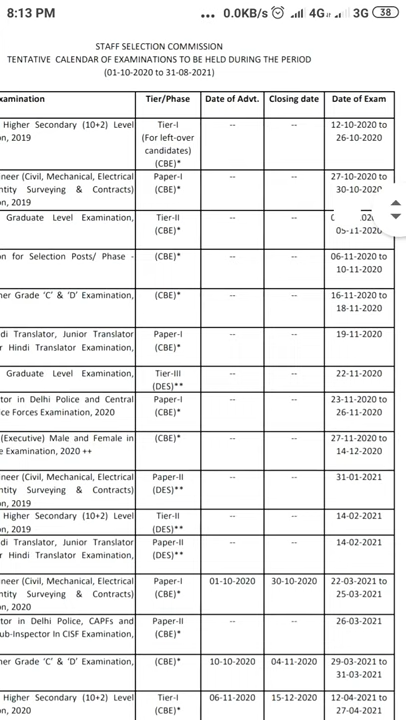 8:13 PM ... 0.0KB/s 4G 3G 38
STAFF SELECTION COMMISSION
TENTATIVE CALENDAR OF EXAMINATIONS TO BE HELD DURING THE PERIOD
(01-10-2020 to 31-08-2021)
xamination Tier/Phase Date of Advt. Closing date Date of Exam
Higher Secondary (10+2) Level Tier-I -- -- 12-10-2020 to
on, 2019 (For left-over 26-10-2020
candidates)
(CBE)*
neer (Civil, Mechanical, Electrical Paper-I -- -- 27-10-2020 to
ntity Surveying & Contracts) (CBE)* 30-10-2020
on, 2019
Graduate Level Examination, Tier-II -- --
(CBE)* 05-11-2020
on for Selection Posts/ Phase - (CBE)* -- -- 06-11-2020 to
10-11-2020
her Grade ‘C’ & ‘D’ Examination, (CBE)* -- -- 16-11-2020 to
18-11-2020
di Translator, Junior Translator Paper-I -- -- 19-11-2020
r Hindi Translator Examination, (CBE)*
Graduate Level Examination, Tier-III -- -- 22-11-2020
(DES)**
tor in Delhi Police and Central Paper-I -- -- 23-11-2020 to
ce Forces Examination, 2020 (CBE)* 26-11-2020
(Executive) Male and Female in (CBE)* -- -- 27-11-2020 to
e Examination, 2020 ++ 14-12-2020
neer (Civil, Mechanical, Electrical Paper-II -- -- 31-01-2021
ntity Surveying & Contracts) (DES)**
on, 2019
Higher Secondary (10+2) Level Tier-II -- -- 14-02-2021
on, 2019 (DES)**
di Translator, Junior Translator Paper-II -- -- 14-02-2021
r Hindi Translator Examination, (DES)**
neer (Civil, Mechanical, Electrical Paper-I 01-10-2020 30-10-2020 22-03-2021 to
ntity Surveying & Contracts) (CBE)* 25-03-2021
on, 2020
tor in Delhi Police, CAPFs and Paper-II -- -- 26-03-2021
ub-Inspector In CISF Examination, (CBE)*
her Grade ‘C’ & ‘D’ Examination, (CBE)* 10-10-2020 04-11-2020 29-03-2021 to
31-03-2021
Higher Secondary (10+2) Level Tier-I 06-11-2020 15-12-2020 12-04-2021 to
on, 2020 (CBE)* 27-04-2021